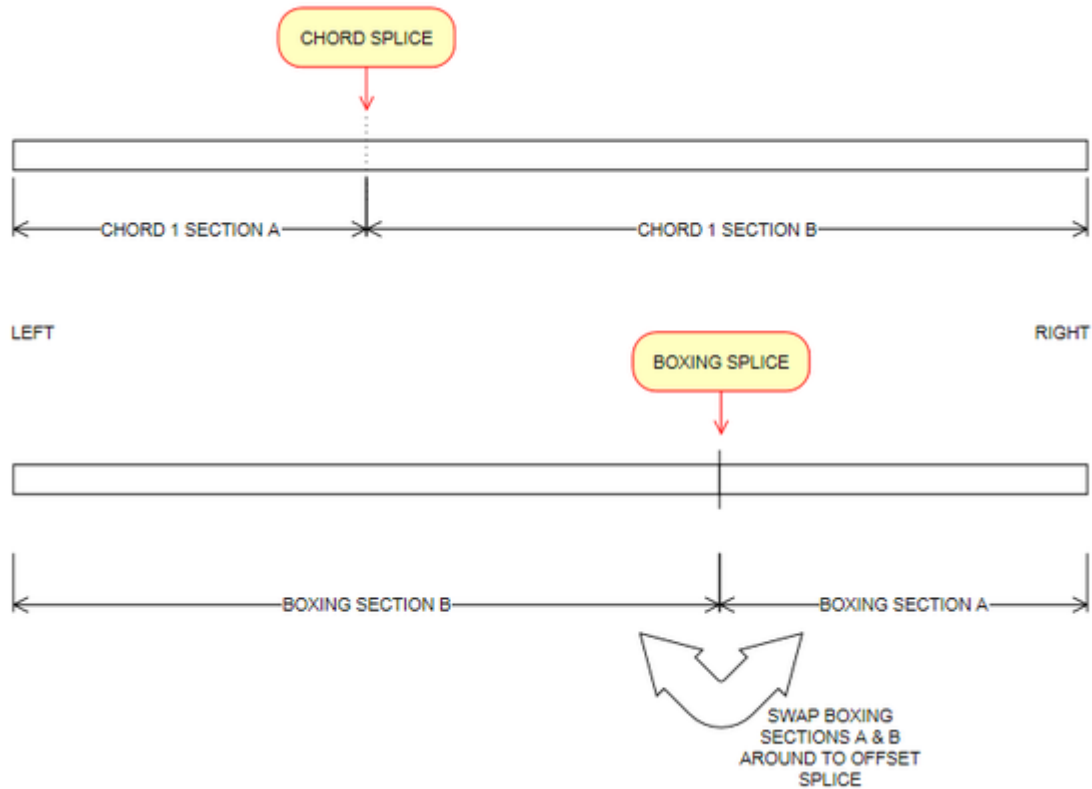 CHORD SPLICE
CHORD 1 SECTION A
CHORD 1 SECTION B
LEFT
RIGHT
BOXING SPLICE
BOXING SECTION B
BOXING SECTION A
SWAP BOXING
SECTIONS A & B
AROUND TO OFFSET
SPLICE